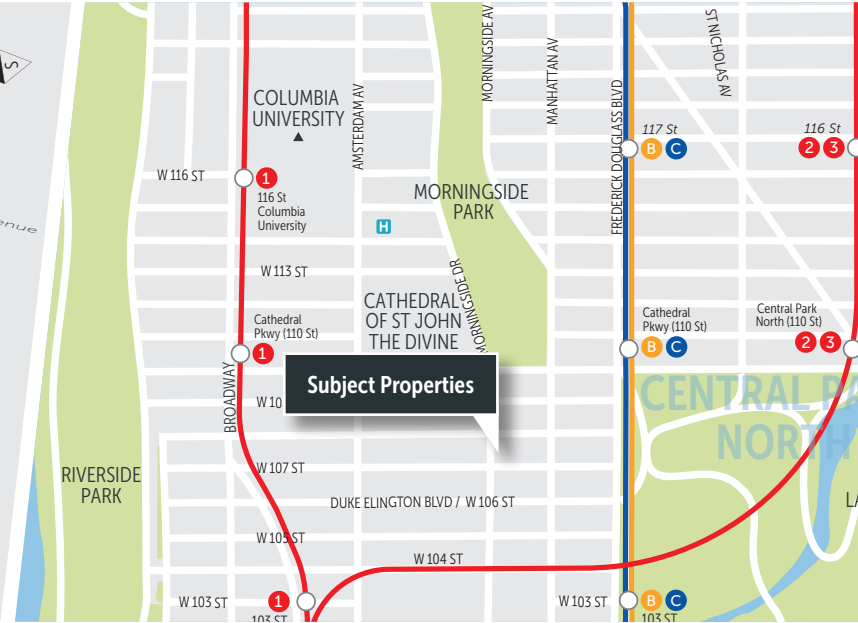 S
MORNINGSIDE AV
ST NICHOLAS AV
MANHATTAN AV
COLUMBIA
UNIVERSITY
AMSTERDAM AV
FREDERICK DOUGLASS BLVD
117 St
B C
116 St
2 3
W 116 ST
1
116 St
Columbia
University
MORNINGSIDE
PARK
H
enue
W 113 ST
MORNINGSIDE DR
CATHEDRAL
OF ST JOHN
THE DIVINE
Cathedral
Pkwy (110 St)
1
Cathedral
Pkwy (110 St)
B C
Central Park
North (110 St)
2 3
BROADWAY
Subject Properties
W 10
CENTRAL PA
NORTH
RIVERSIDE
PARK
W 107 ST
DUKE ELINGTON BLVD / W 106 ST
LA
W 105 ST
W 104 ST
W 103 ST
1
103 ST
W 103 ST
B C
103 ST